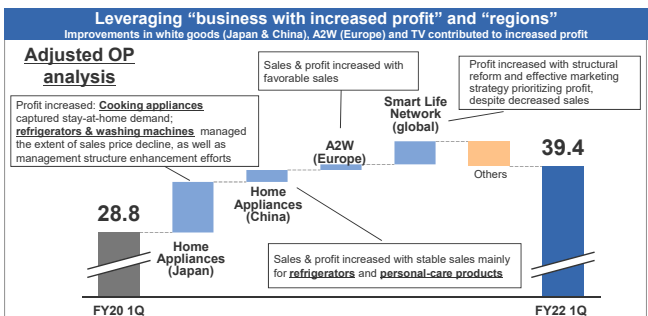 Leveraging “business with increased profit” and “regions”
Improvements in white goods (Japan & China), A2W (Europe) and TV contributed to increased profit
Adjusted OP
analysis
Sales & profit increased with
favorable sales
Profit increased with structural
reform and effective marketing
strategy prioritizing profit,
despite decreased sales
Profit increased: Cooking appliances
captured stay-at-home demand;
refrigerators & washing machines managed
the extent of sales price decline, as well as
management structure enhancement efforts
Smart Life
Network
(global)
A2W
(Europe)
39.4
Others
Home
Appliances
(China)
28.8
Home
Appliances
(Japan)
Sales & profit increased with stable sales mainly
for refrigerators and personal-care products
FY20 1Q
FY22 1Q